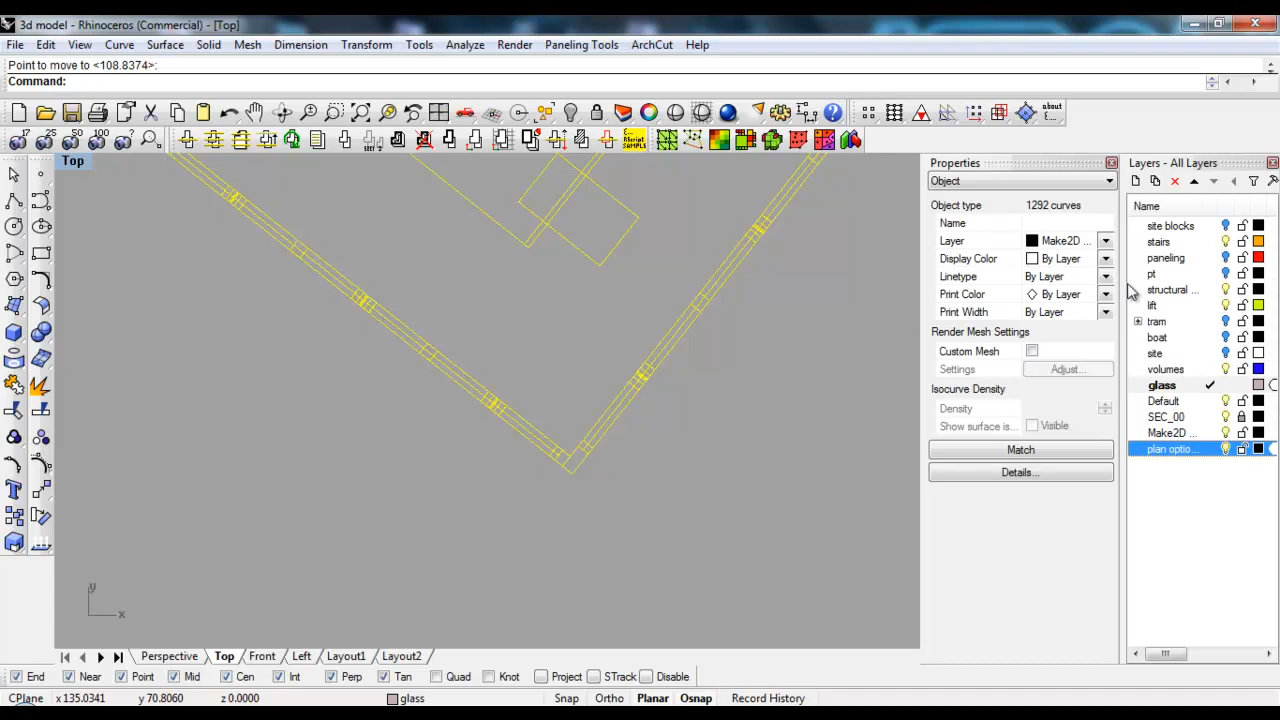 3d model - Rhinoceros (Commercial) - [Top]
File Edit View Curve Surface Solid Mesh Dimension Transform Tools Analyze Render Paneling Tools ArchCut Help
Point to move to <108.8374>:
Command:
about
17 25 50 100 ?
SAMPLE
Top
Properties
Object
Object type 1292 curves
Name
Layer Make2D ...
Display Color By Layer
Linetype By Layer
Print Color By Layer
Print Width By Layer
Render Mesh Settings
Custom Mesh
Settings Adjust...
Isocurve Density
Density
Show surface is... Visible
Match
Details...
Layers - All Layers
Name
site blocks
stairs
paneling
pt
structural ...
lift
tram
boat
site
volumes
glass
Default
SEC_00
Make2D ...
plan optio...
y
x
Perspective Top Front Left Layout1 Layout2
End Near Point Mid Cen Int Perp Tan Quad Knot Project STrack Disable
CPlane x 135.0341 y 70.8060 z 0.0000 glass Snap Ortho Planar Osnap Record History